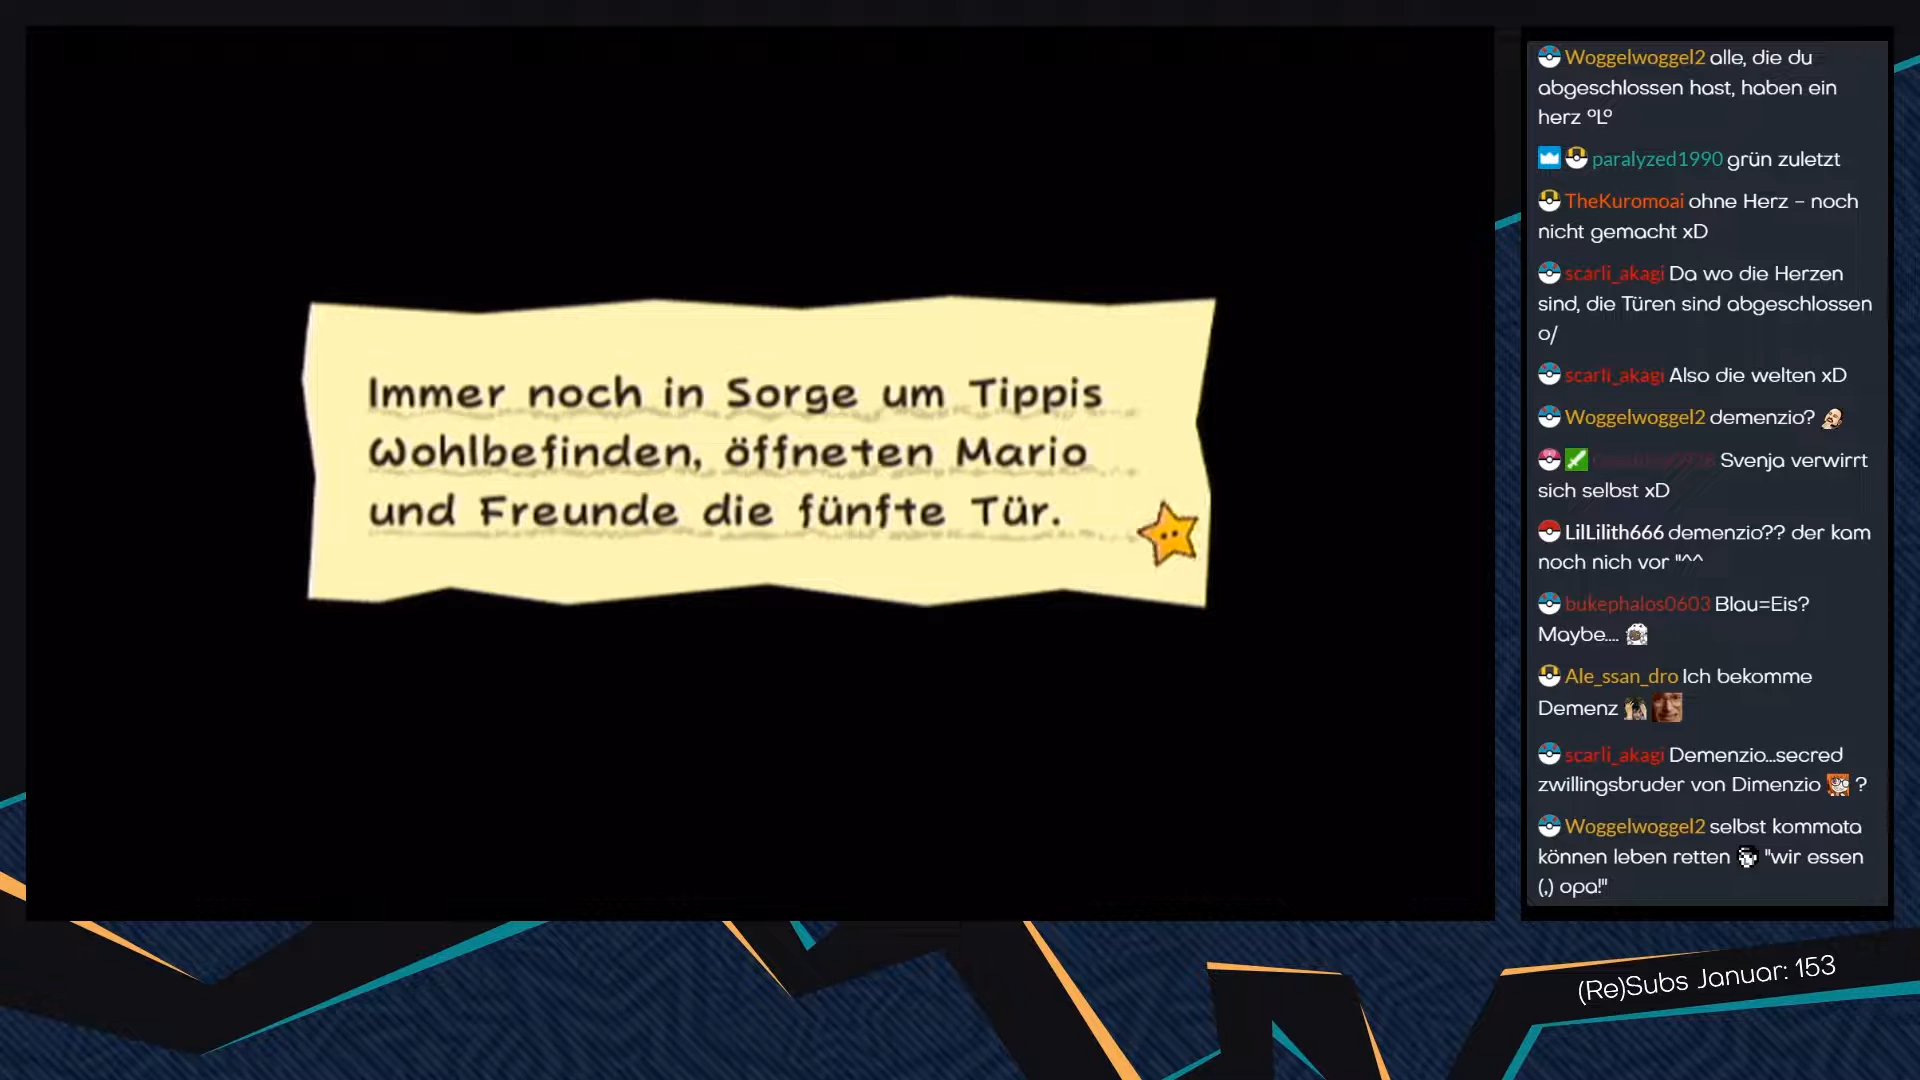 Immer noch in Sorge um Tippis
Wohlbefinden, öffneten Mario
und Freunde die fünfte Tür.
Woggelwoggel2 alle, die du
abgeschlossen hast, haben ein
herz ºLº
paralyzed1990 grün zuletzt
TheKuromoai ohne Herz - noch
nicht gemacht xD
scarli_akagi Da wo die Herzen
sind, die Türen sind abgeschlossen
o/
scarli_akagi Also die welten xD
Woggelwoggel2 demenzio?
Svenja verwirrt
sich selbst xD
LilLilith666 demenzio?? der kam
noch nich vor "^^
bukephalos0603 Blau=Eis?
Maybe....
Ale_ssan_dro Ich bekomme
Demenz
scarli_akagi Demenzio...secred
zwillingsbruder von Dimenzio ?
Woggelwoggel2 selbst kommata
können leben retten "wir essen
(,) opa!"
(Re)Subs Januar: 153